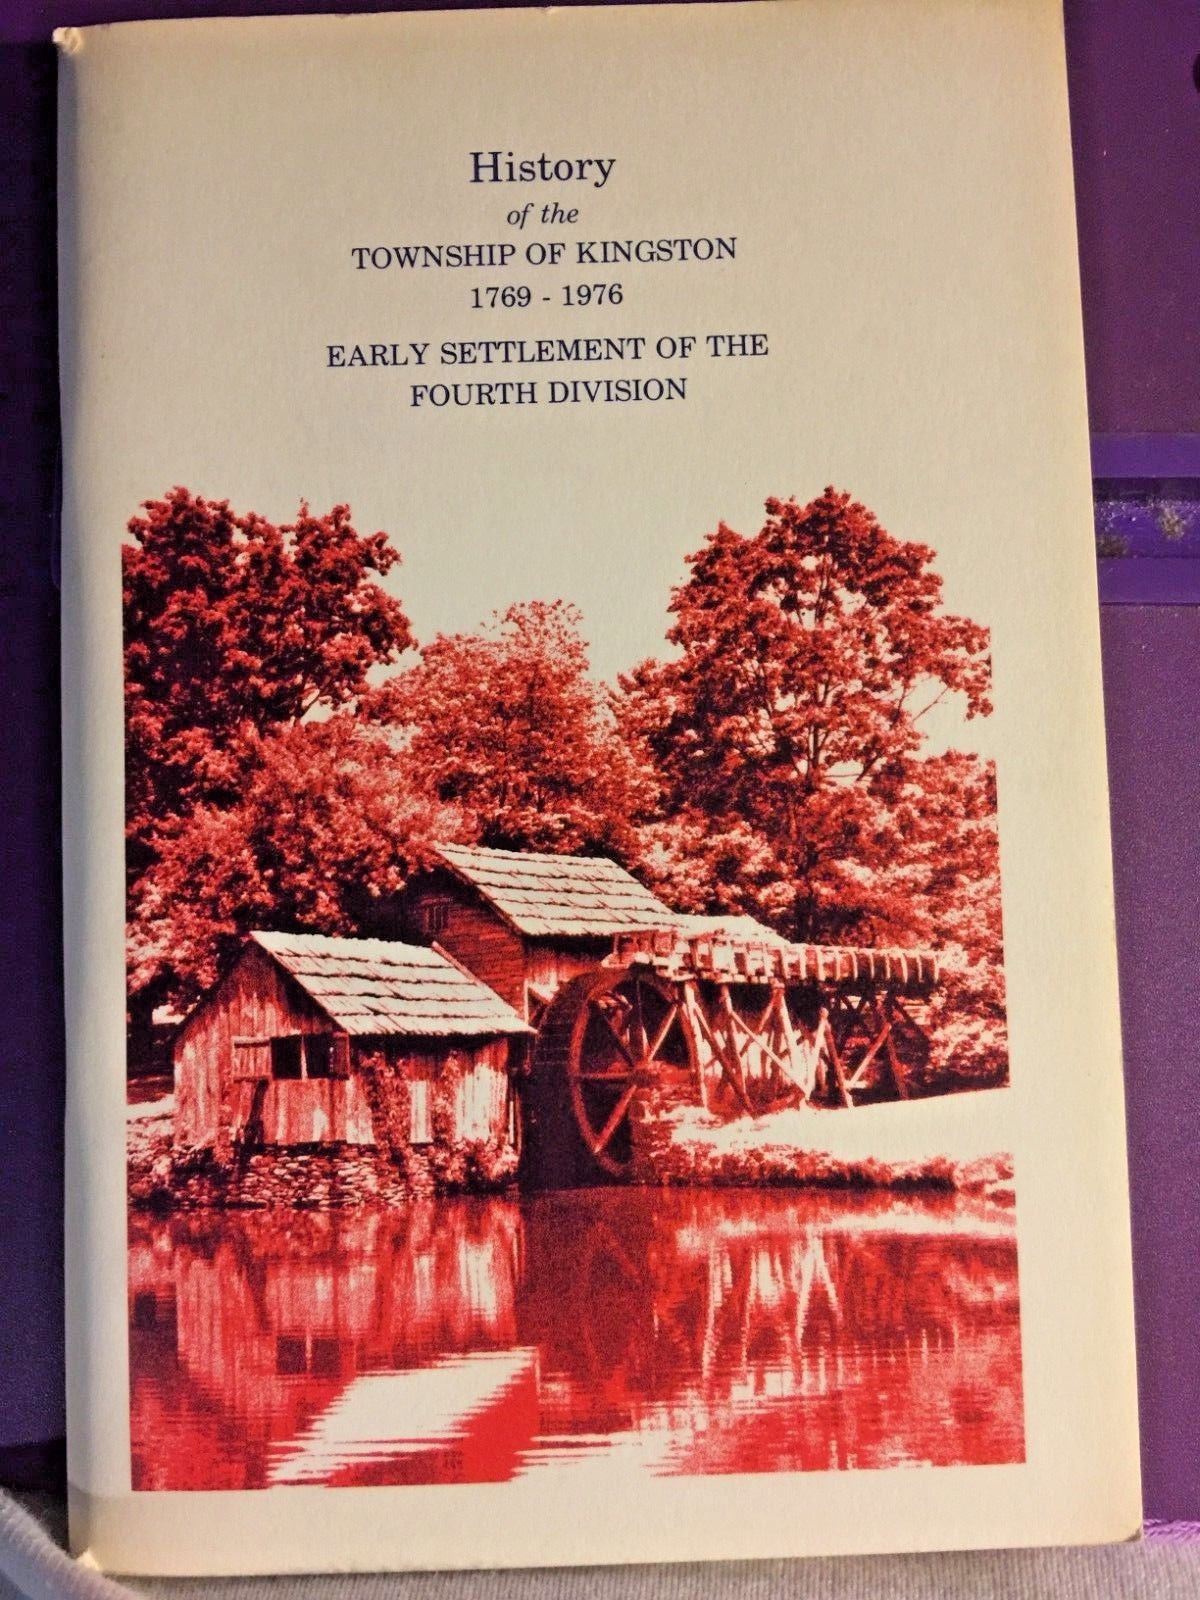 History
of the
TOWNSHIP OF KINGSTON
1769 - 1976
EARLY SETTLEMENT OF THE
FOURTH DIVISION